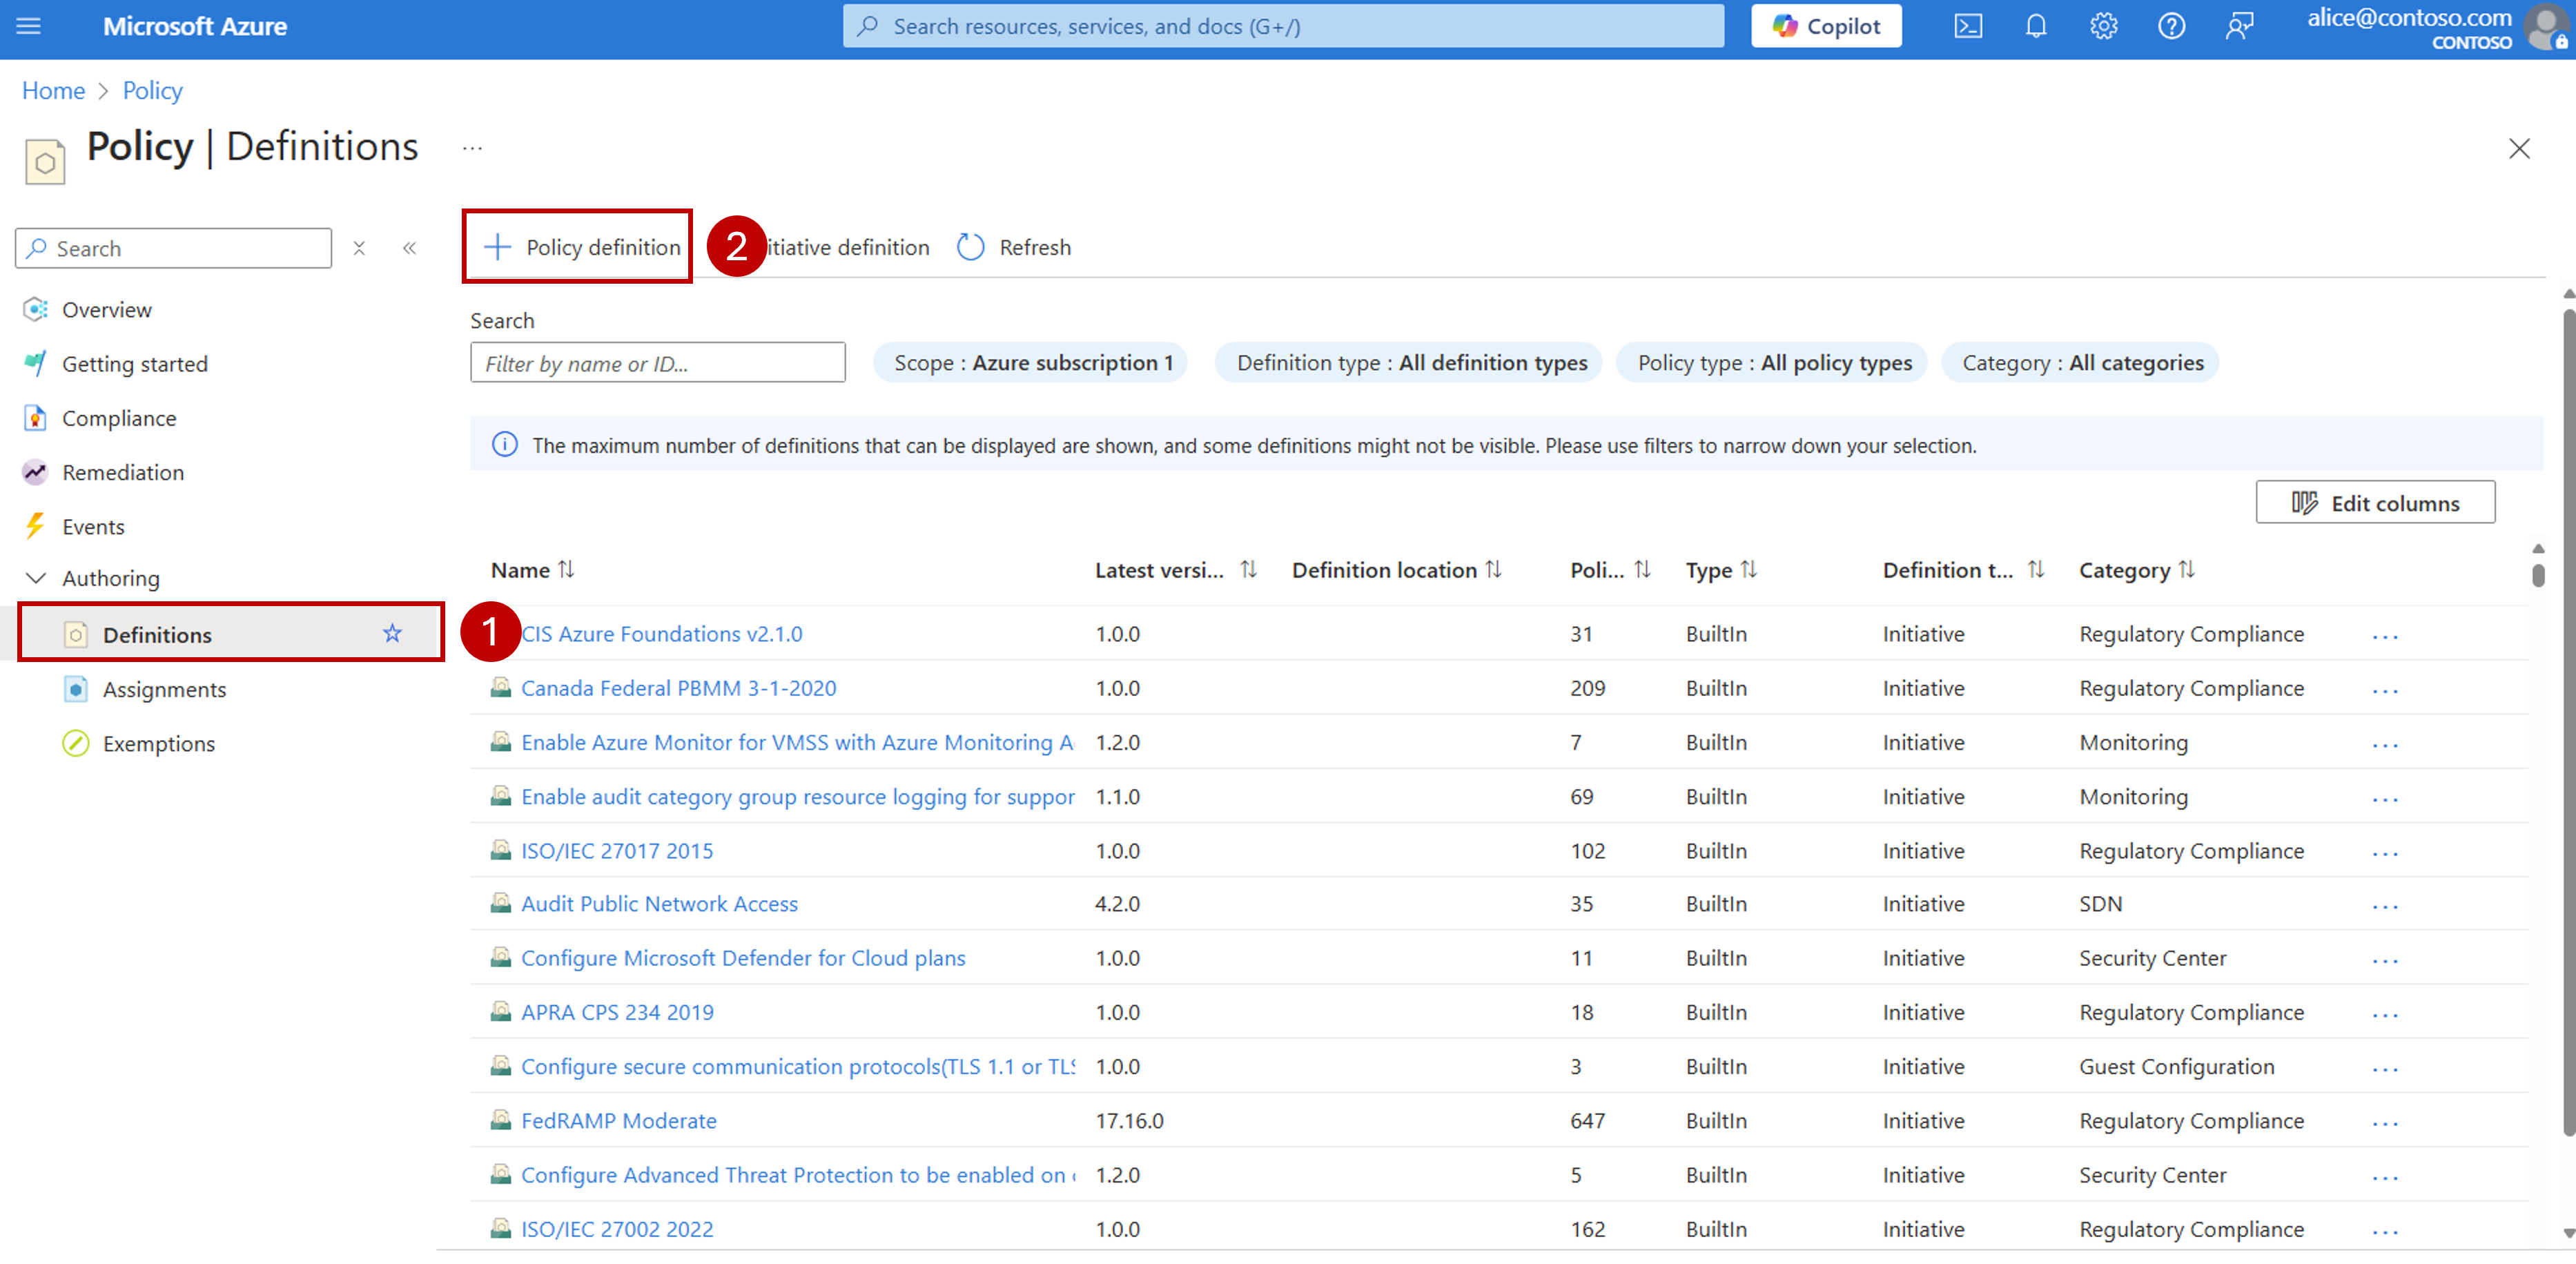 Microsoft Azure
Search resources, services, and docs (G+/)
Copilot
alice@contoso.com
CONTOSO
Home > Policy
Policy | Definitions
...
Search
Overview
Getting started
Compliance
Remediation
Events
Authoring
Definitions
1
Assignments
Exemptions
Policy definition
2
itiative definition
Refresh
Search
Filter by name or ID...
Scope : Azure subscription 1
Definition type : All definition types
Policy type : All policy types
Category : All categories
The maximum number of definitions that can be displayed are shown, and some definitions might not be visible. Please use filters to narrow down your selection.
Edit columns
Name Latest versi... Definition location Poli... Type Definition t... Category
CIS Azure Foundations v2.1.0 1.0.0 31 BuiltIn Initiative Regulatory Compliance ...
Canada Federal PBMM 3-1-2020 1.0.0 209 BuiltIn Initiative Regulatory Compliance ...
Enable Azure Monitor for VMSS with Azure Monitoring A 1.2.0 7 BuiltIn Initiative Monitoring ...
Enable audit category group resource logging for suppor 1.1.0 69 BuiltIn Initiative Monitoring ...
ISO/IEC 27017 2015 1.0.0 102 BuiltIn Initiative Regulatory Compliance ...
Audit Public Network Access 4.2.0 35 BuiltIn Initiative SDN ...
Configure Microsoft Defender for Cloud plans 1.0.0 11 BuiltIn Initiative Security Center ...
APRA CPS 234 2019 1.0.0 18 BuiltIn Initiative Regulatory Compliance ...
Configure secure communication protocols(TLS 1.1 or TLS 1.0.0 3 BuiltIn Initiative Guest Configuration ...
FedRAMP Moderate 17.16.0 647 BuiltIn Initiative Regulatory Compliance ...
Configure Advanced Threat Protection to be enabled on 1.2.0 5 BuiltIn Initiative Security Center ...
ISO/IEC 27002 2022 1.0.0 162 BuiltIn Initiative Regulatory Compliance ...